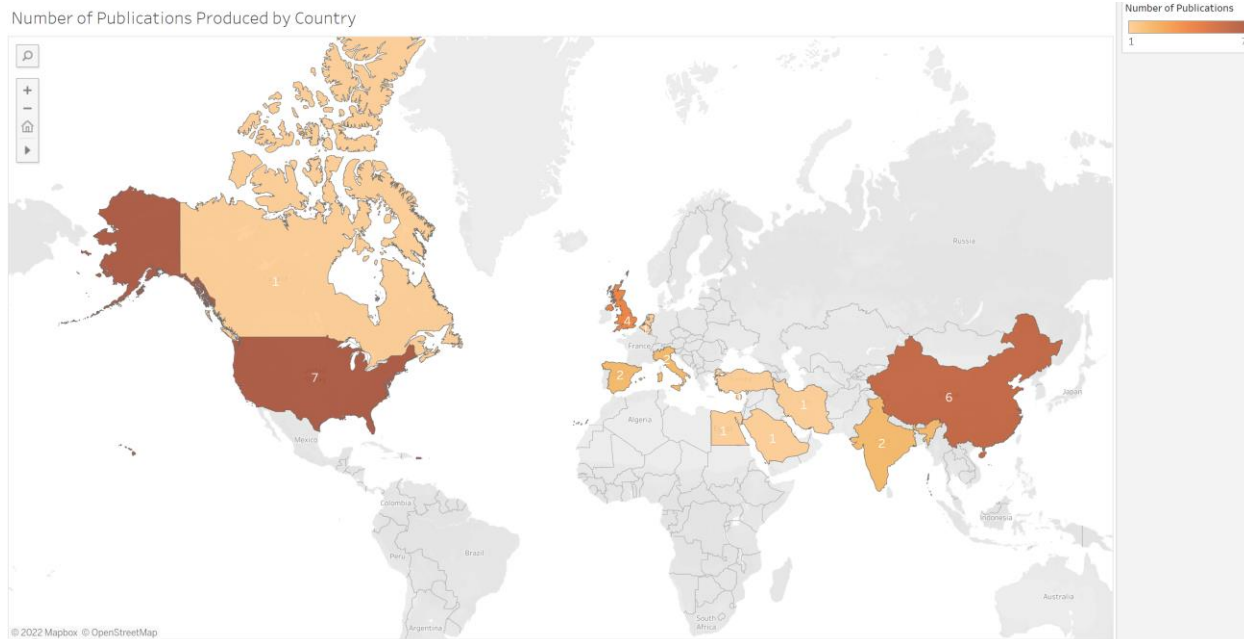 Number of Publications Produced by Country
Number of Publications
1
1
7
4
France
2
2
1
1
1
2
6
Russia
Japan
Mexico
Algeria
Colombia
Peru
Brazil
Argentina
South
Africa
Indonesia
Australia
© 2022 Mapbox © OpenStreetMap